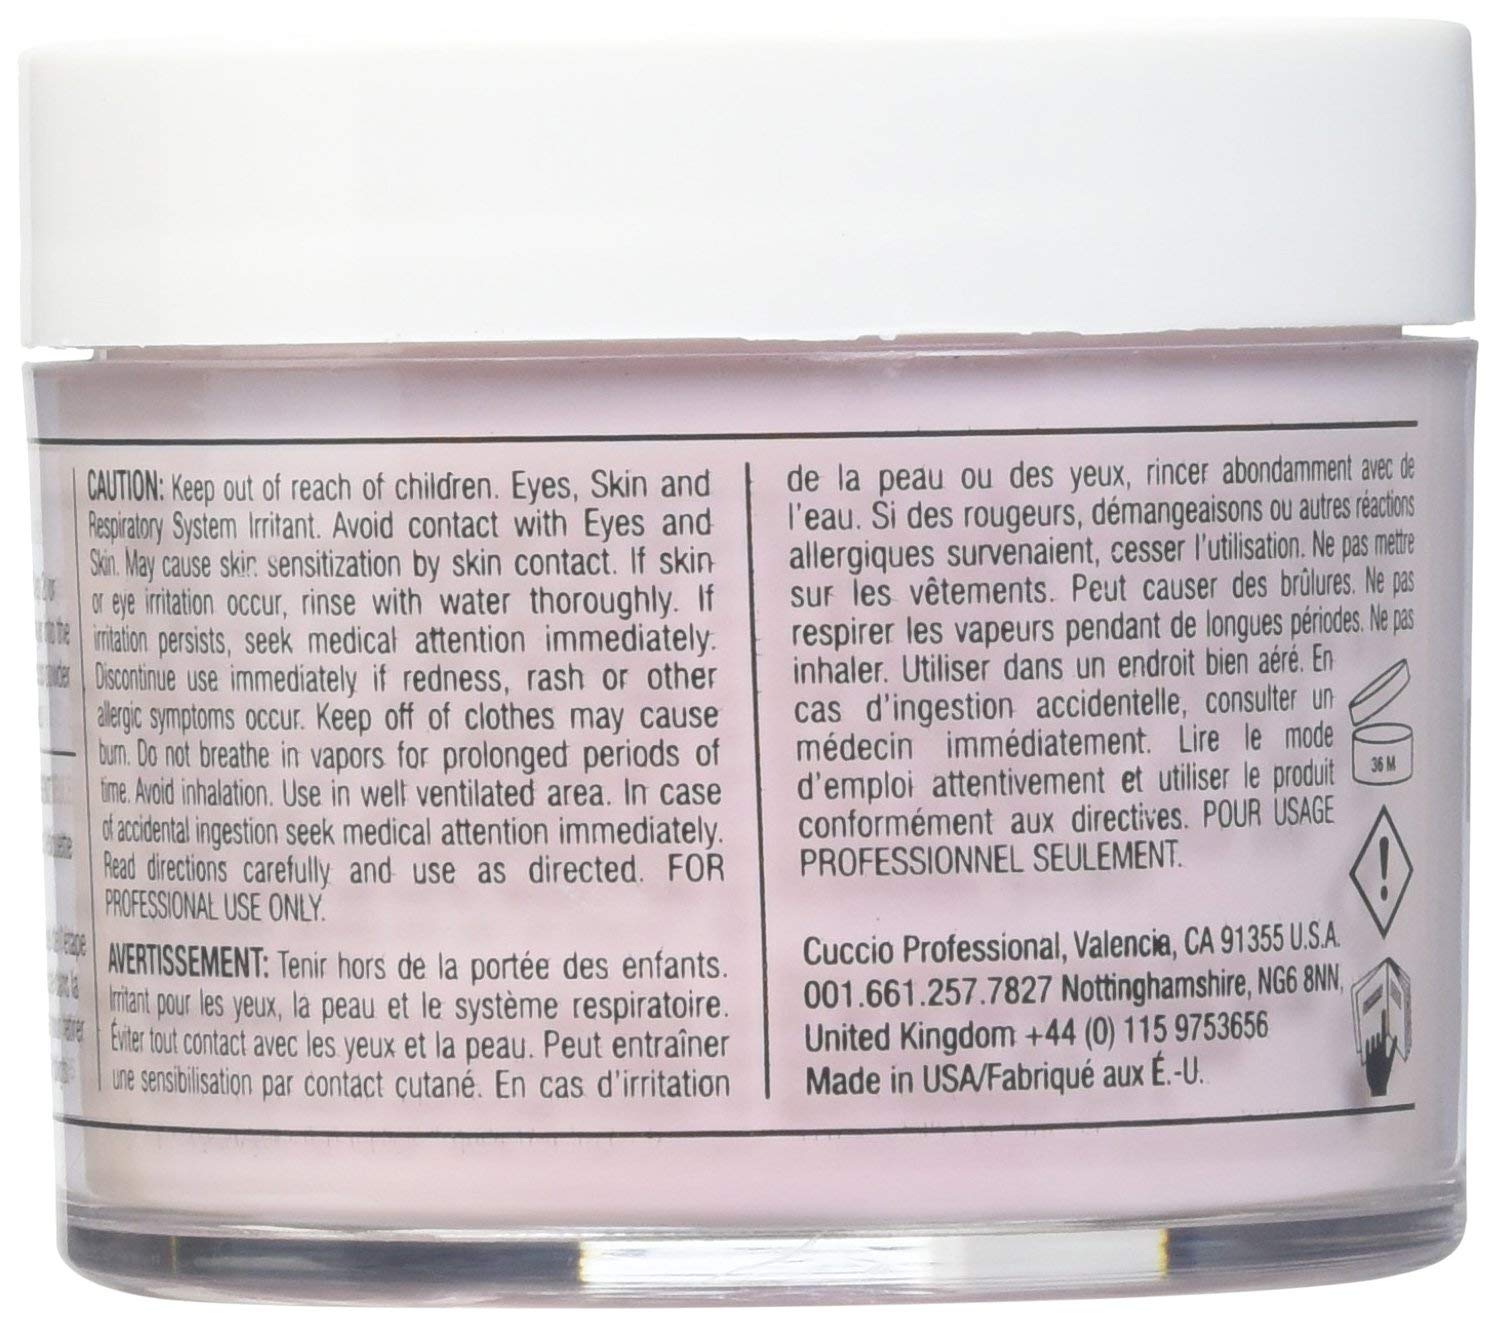 CAUTION: Keep out of reach of children. Eyes, Skin and
Respiratory System Irritant. Avoid contact with Eyes and
Skin. May cause skin sensitization by skin contact. If skin
or eye irritation occur, rinse with water thoroughly. If
irritation persists, seek medical attention immediately.
Discontinue use immediately if redness, rash or other
allergic symptoms occur. Keep off of clothes may cause
burn. Do not breathe in vapors for prolonged periods of
time. Avoid inhalation. Use in well ventilated area. In case
of accidental ingestion seek medical attention immediately.
Read directions carefully and use as directed. FOR
PROFESSIONAL USE ONLY.
AVERTISSEMENT: Tenir hors de la portée des enfants.
Irritant pour les yeux, la peau et le système respiratoire.
Éviter tout contact avec les yeux et la peau. Peut entraîner
une sensibilisation par contact cutané. En cas d'irritation
de la peau ou des yeux, rincer abondamment avec de
l'eau. Si des rougeurs, démangeaisons ou autres réactions
allergiques survenaient, cesser l'utilisation. Ne pas mettre
sur les vêtements. Peut causer des brûlures. Ne pas
respirer les vapeurs pendant de longues périodes. Ne pas
inhaler. Utiliser dans un endroit bien aéré. En
cas d'ingestion accidentelle, consulter un
médecin immédiatement. Lire le mode
d'emploi attentivement et utiliser le produit
conformément aux directives. POUR USAGE
PROFESSIONNEL SEULEMENT.
36 M
Cuccio Professional, Valencia, CA 91355 U.S.A.
001.661.257.7827 Nottinghamshire, NG6 8NN,
United Kingdom +44 (0) 115 9753656
Made in USA/Fabriqué aux É.-U.